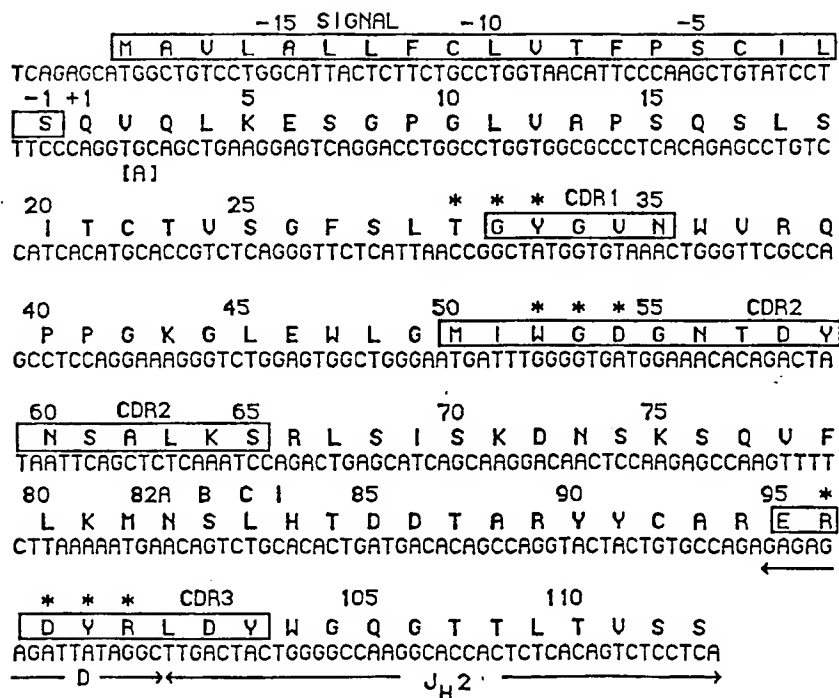 -15 SIGNAL -10 -5
M A V L A L L F C L V T F P S C I L
TCAGAGCATGGCTGTCCTGGCATTACTCTTCTGCCTGGTAACATTCCCAAGCTGTATCCT
-1 +1 5 10 15
S Q V Q L K E S G P G L V A P S Q S L S
TTCCCAGGTGCAGCTGAAGGAGTCAGGACCTGGCCTGGTGGCGCCCTCACAGAGCCTGTC
[A]
20 25 * * * CDR1 35
I T C T V S G F S L T G Y G V N W V R Q
CATCACATGCACCGTCTCAGGGTTCTCATTAACCGGCTATGGTGTAAACTGGGTTCGCCA
40 45 50 * * * 55 CDR2
P P G K G L E W L G M I W G D G N T D Y
GCCTCCAGGAAAGGGTCTGGAGTGGCTGGGAATGATTTGGGGTGATGGAAACACAGACTA
60 CDR2 65 70 75
N S A L K S R L S I S K D N S K S Q V F
TAATTCAGCTCTCAAATCCAGACTGAGCATCAGCAAGGACAACTCCAAGAGCCAAGTTTT
80 82A B C I 85 90 95 *
L K M N S L H T D D T A R Y Y C A R E R
CTTAAAAATGAACAGTCTGCACACTGATGACACAGCCAGGTACTACTGTGCCAGAGAGAG
* * * CDR3 105 110
D Y R L D Y W G Q G T T L T V S S
AGATTATAGGCTTGACTACTGGGGCCAAGGCACCACTCTCACAGTCTCCTCA
D JH2